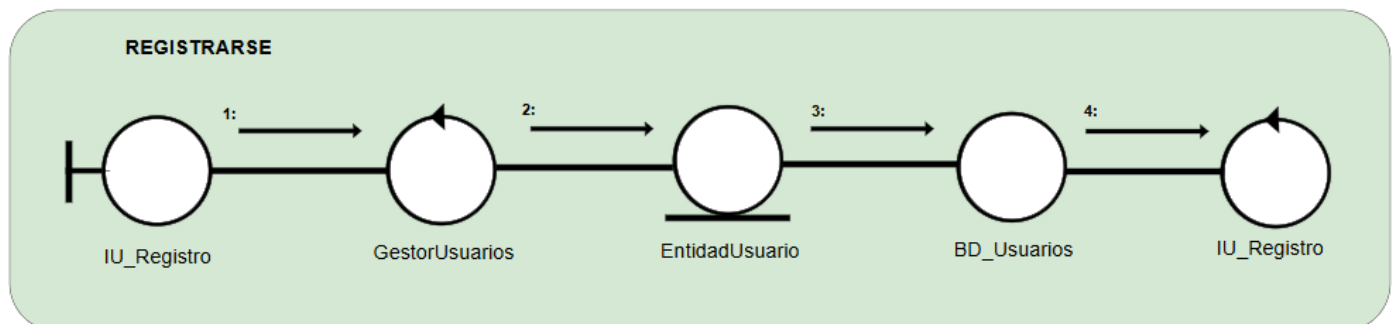 REGISTRARSE
1:
2:
3:
4:
IU_Registro
GestorUsuarios
EntidadUsuario
BD_Usuarios
IU_Registro